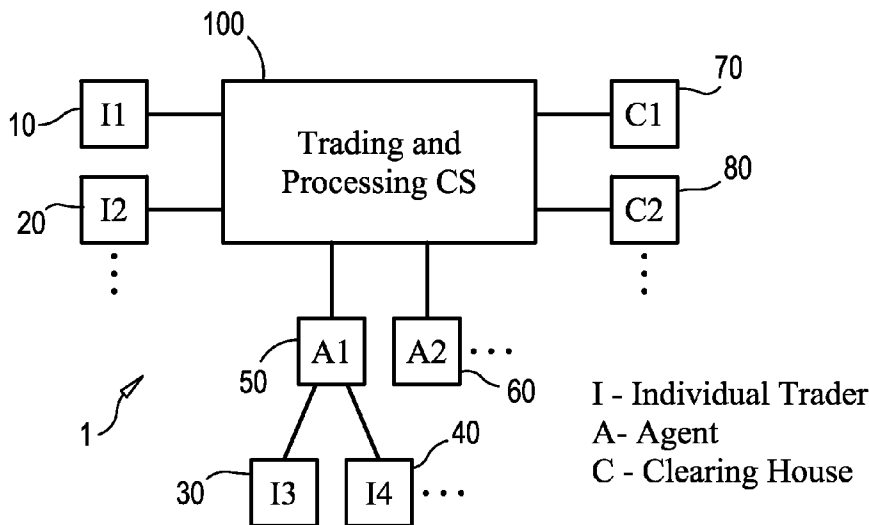 100
70
10
I1
Trading and
Processing CS
C1
80
20
I2
C2
50
A1
A2
60
1
30
I3
I4
40
I - Individual Trader
A- Agent
C - Clearing House